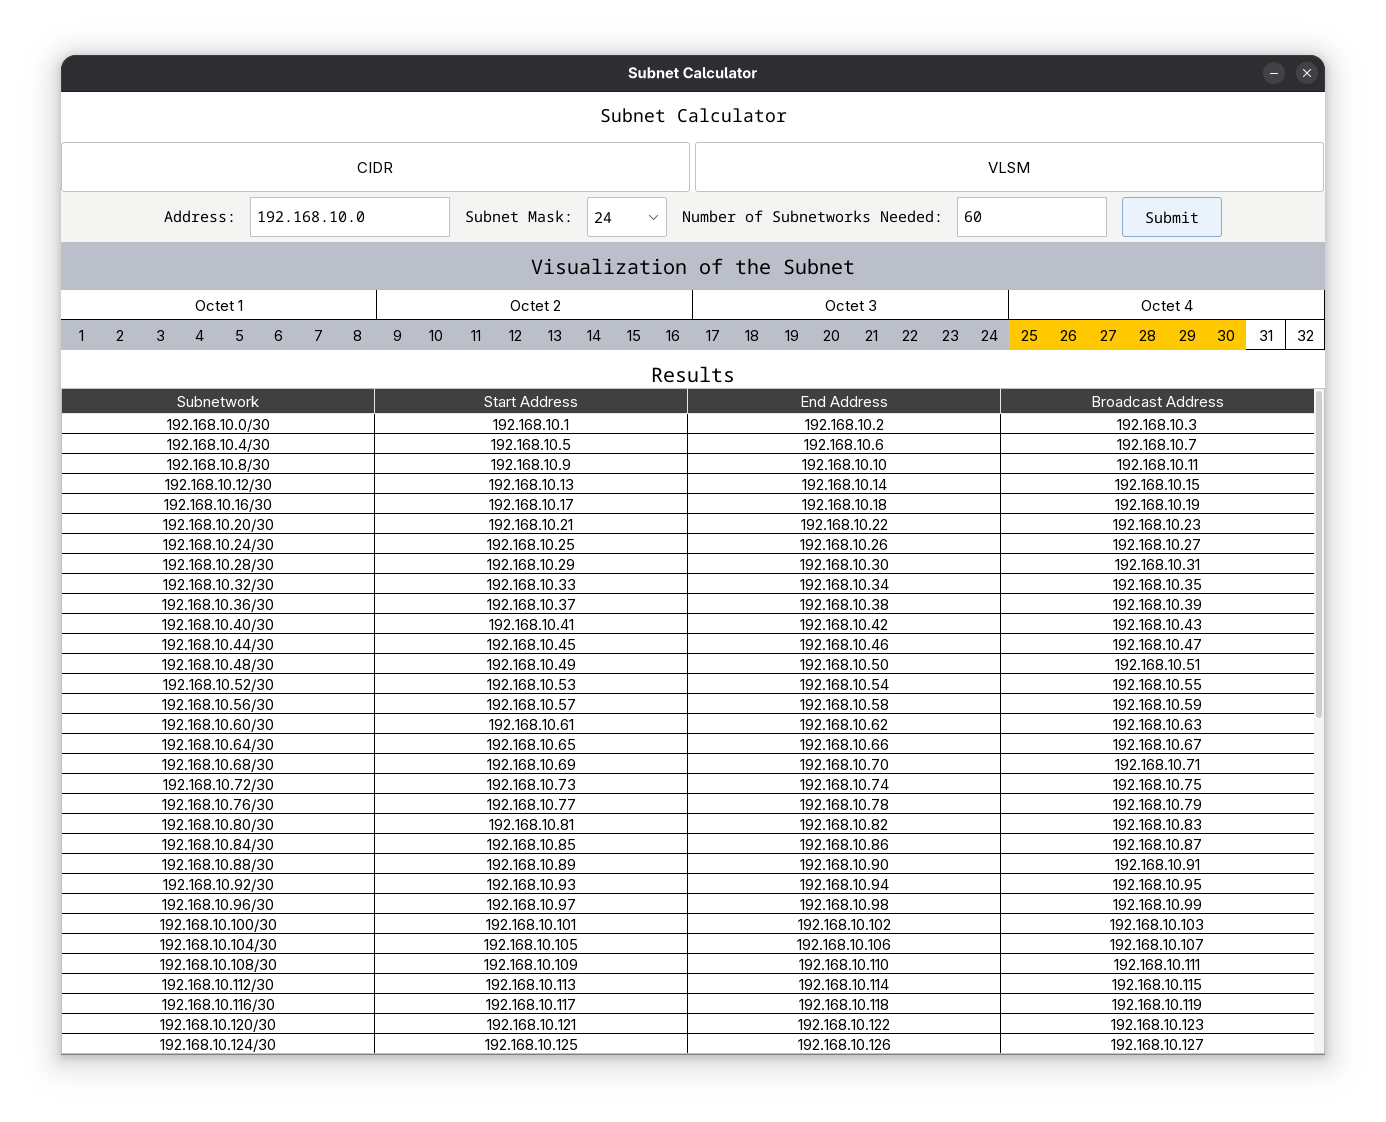 Subnet Calculator
Subnet Calculator
CIDR VLSM
Address: 192.168.10.0 Subnet Mask: 24 Number of Subnetworks Needed: 60 Submit
Visualization of the Subnet
Octet 1 Octet 2 Octet 3 Octet 4
1 2 3 4 5 6 7 8 9 10 11 12 13 14 15 16 17 18 19 20 21 22 23 24 25 26 27 28 29 30 31 32
Results
Subnetwork Start Address End Address Broadcast Address
192.168.10.0/30 192.168.10.1 192.168.10.2 192.168.10.3
192.168.10.4/30 192.168.10.5 192.168.10.6 192.168.10.7
192.168.10.8/30 192.168.10.9 192.168.10.10 192.168.10.11
192.168.10.12/30 192.168.10.13 192.168.10.14 192.168.10.15
192.168.10.16/30 192.168.10.17 192.168.10.18 192.168.10.19
192.168.10.20/30 192.168.10.21 192.168.10.22 192.168.10.23
192.168.10.24/30 192.168.10.25 192.168.10.26 192.168.10.27
192.168.10.28/30 192.168.10.29 192.168.10.30 192.168.10.31
192.168.10.32/30 192.168.10.33 192.168.10.34 192.168.10.35
192.168.10.36/30 192.168.10.37 192.168.10.38 192.168.10.39
192.168.10.40/30 192.168.10.41 192.168.10.42 192.168.10.43
192.168.10.44/30 192.168.10.45 192.168.10.46 192.168.10.47
192.168.10.48/30 192.168.10.49 192.168.10.50 192.168.10.51
192.168.10.52/30 192.168.10.53 192.168.10.54 192.168.10.55
192.168.10.56/30 192.168.10.57 192.168.10.58 192.168.10.59
192.168.10.60/30 192.168.10.61 192.168.10.62 192.168.10.63
192.168.10.64/30 192.168.10.65 192.168.10.66 192.168.10.67
192.168.10.68/30 192.168.10.69 192.168.10.70 192.168.10.71
192.168.10.72/30 192.168.10.73 192.168.10.74 192.168.10.75
192.168.10.76/30 192.168.10.77 192.168.10.78 192.168.10.79
192.168.10.80/30 192.168.10.81 192.168.10.82 192.168.10.83
192.168.10.84/30 192.168.10.85 192.168.10.86 192.168.10.87
192.168.10.88/30 192.168.10.89 192.168.10.90 192.168.10.91
192.168.10.92/30 192.168.10.93 192.168.10.94 192.168.10.95
192.168.10.96/30 192.168.10.97 192.168.10.98 192.168.10.99
192.168.10.100/30 192.168.10.101 192.168.10.102 192.168.10.103
192.168.10.104/30 192.168.10.105 192.168.10.106 192.168.10.107
192.168.10.108/30 192.168.10.109 192.168.10.110 192.168.10.111
192.168.10.112/30 192.168.10.113 192.168.10.114 192.168.10.115
192.168.10.116/30 192.168.10.117 192.168.10.118 192.168.10.119
192.168.10.120/30 192.168.10.121 192.168.10.122 192.168.10.123
192.168.10.124/30 192.168.10.125 192.168.10.126 192.168.10.127